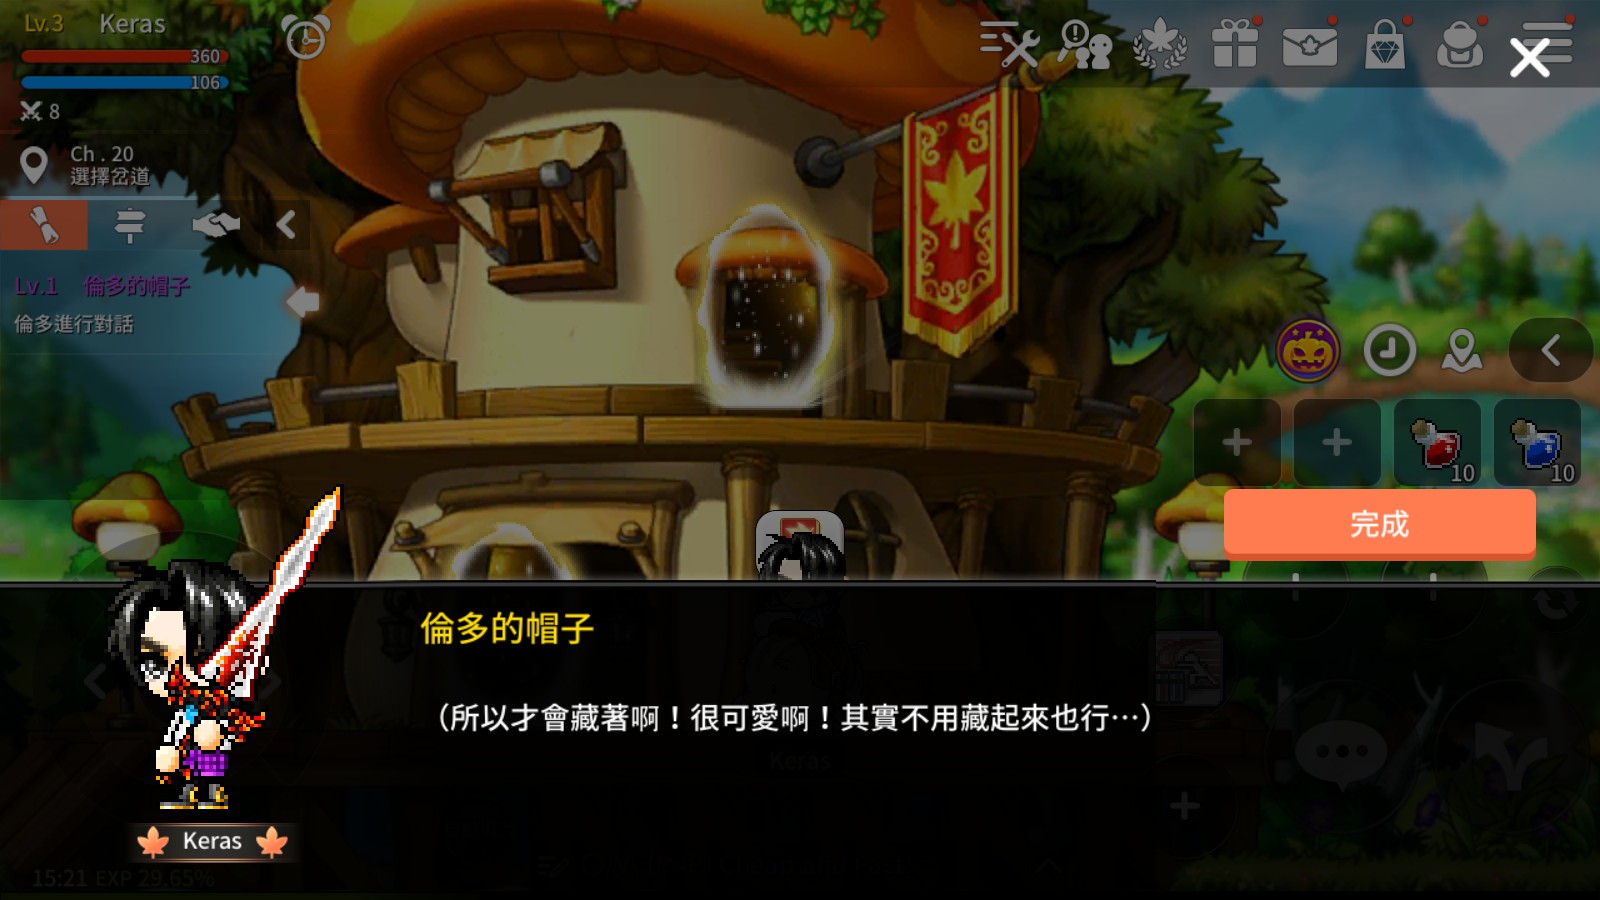 Lv.3 Keras
360
106
8
Ch . 20
選擇岔道
Lv.1 倫多的帽子
倫多進行對話
10
10
完成
倫多的帽子
（所以才會藏著啊！很可愛啊！其實不用藏起來也行⋯）
Keras
Keras
15:21 EXP 29.65%